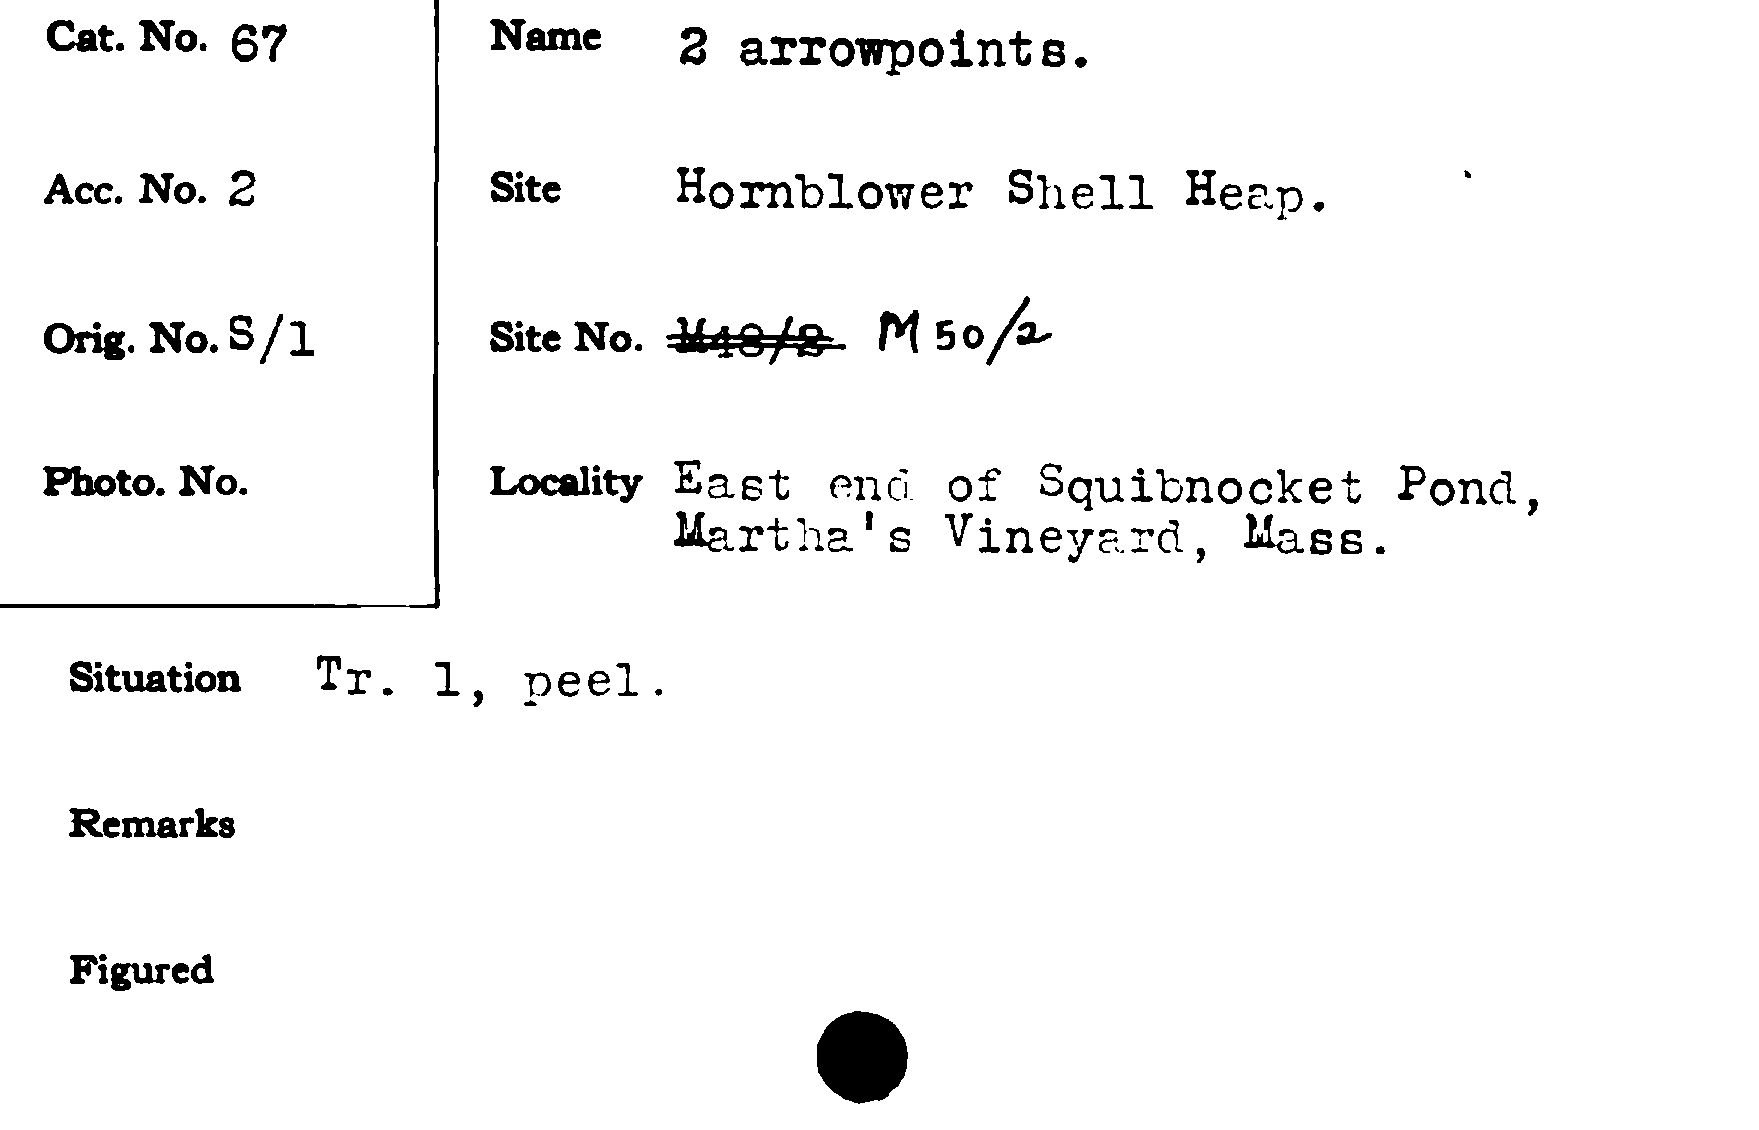 Cat. No. 67
Acc. No. 2
Orig. No. S/1
Photo. No.
Name 2 arrowpoints.
Site Hornblower Shell Heap.
Site No. M48/2 M 50/2
Locality East end of Squibnocket Pond,
Martha's Vineyard, Mass.
Situation Tr. 1, peel.
Remarks
Figured